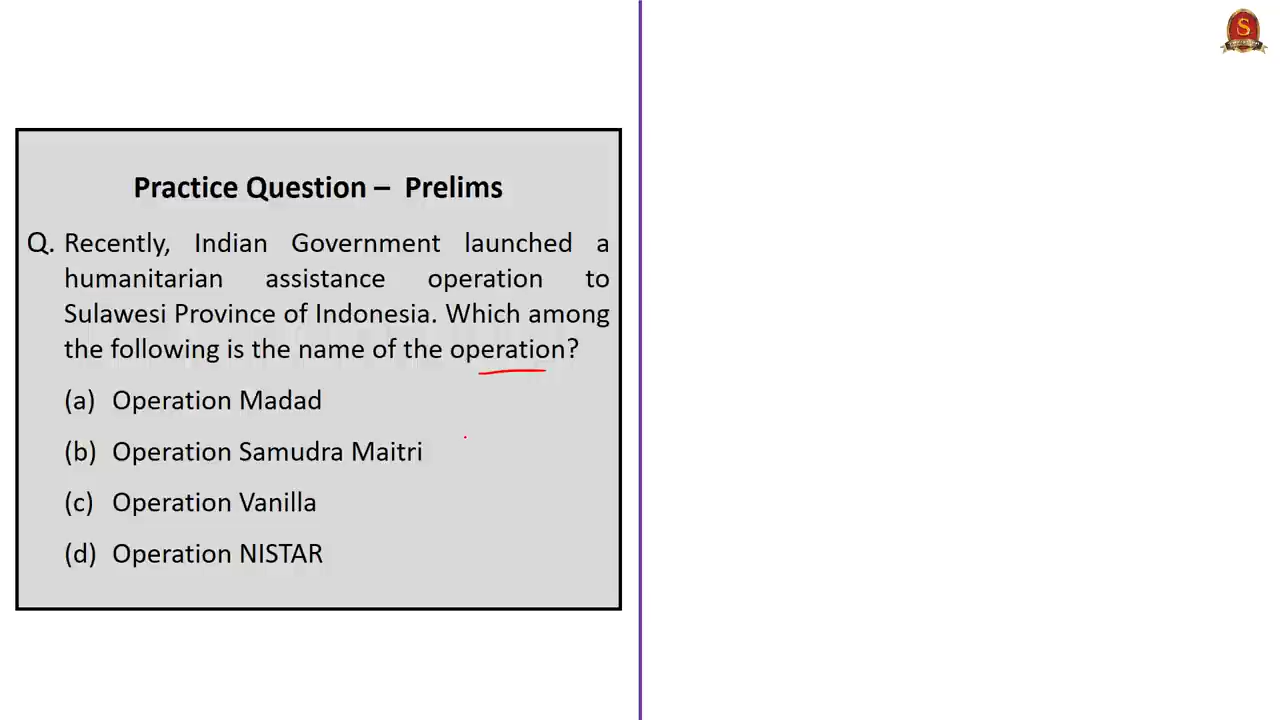 S
Practice Question – Prelims
Q. Recently, Indian Government launched a
humanitarian assistance operation to
Sulawesi Province of Indonesia. Which among
the following is the name of the operation?
(a) Operation Madad
(b) Operation Samudra Maitri
(c) Operation Vanilla
(d) Operation NISTAR